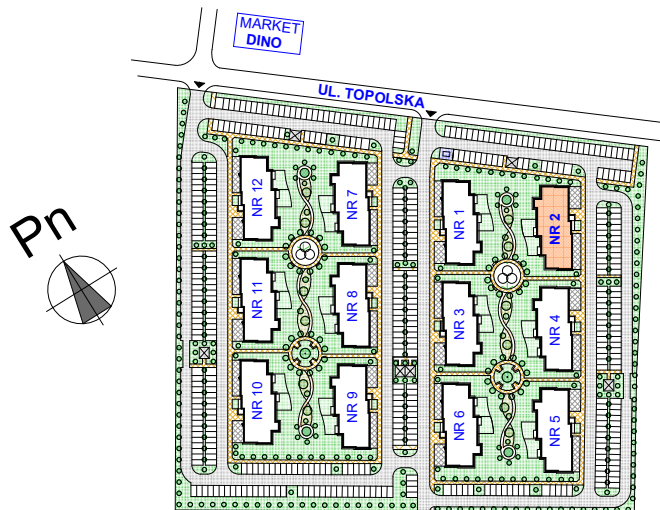 MARKET
DINO
UL. TOPOLSKA
Pn
NR 12
NR 7
NR 1
NR 2
NR 11
NR 8
NR 3
NR 4
NR 10
NR 9
NR 6
NR 5